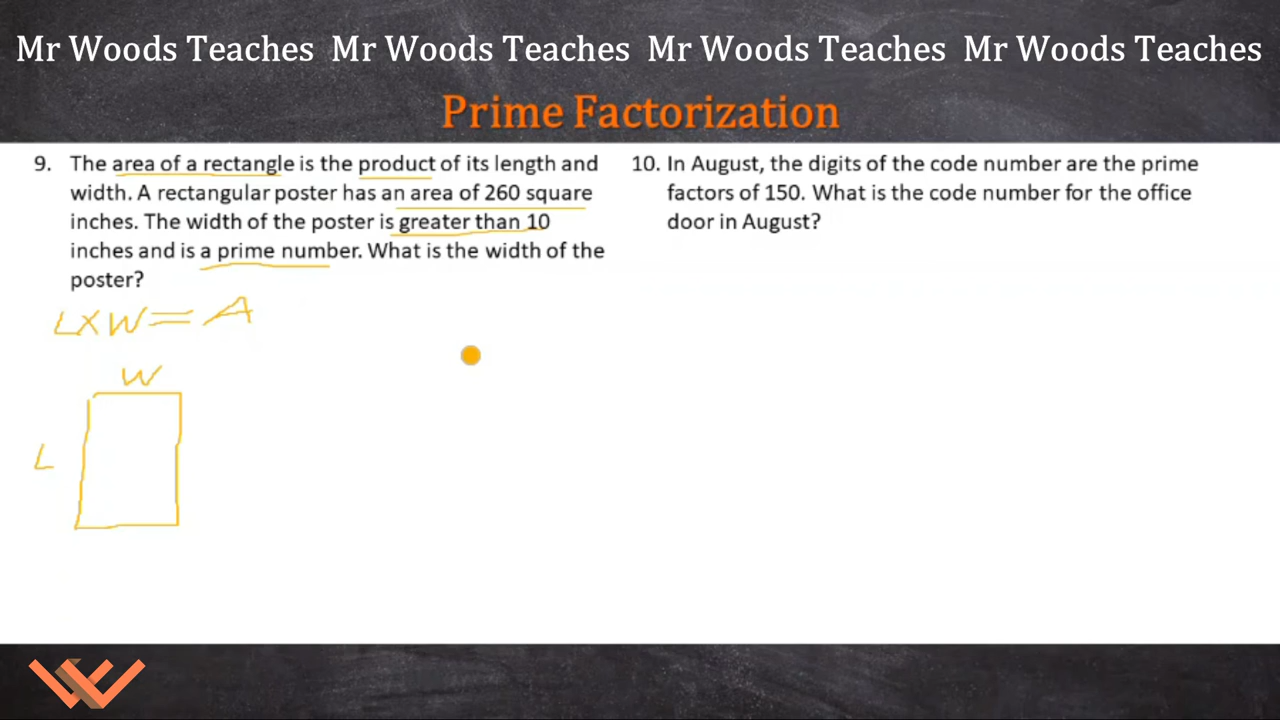 Mr Woods Teaches Mr Woods Teaches Mr Woods Teaches Mr Woods Teaches
Prime Factorization
9. The area of a rectangle is the product of its length and
width. A rectangular poster has an area of 260 square
inches. The width of the poster is greater than 10
inches and is a prime number. What is the width of the
poster?
L X W = A
W
L
10. In August, the digits of the code number are the prime
factors of 150. What is the code number for the office
door in August?